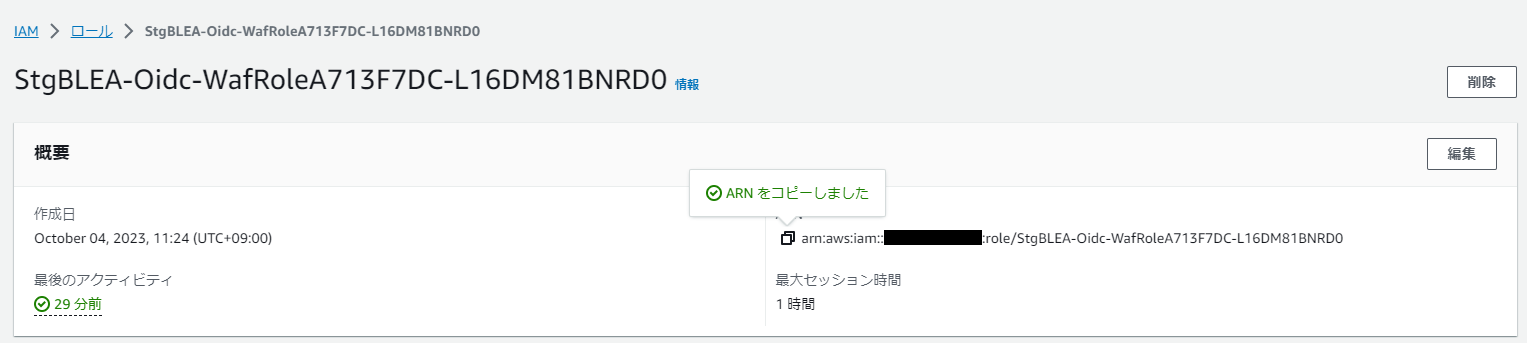 IAM > ロール > StgBLEA-Oidc-WafRoleA713F7DC-L16DM81BNRD0
StgBLEA-Oidc-WafRoleA713F7DC-L16DM81BNRD0 情報
削除
概要
編集
ARN をコピーしました
作成日
October 04, 2023, 11:24 (UTC+09:00)
arn:aws:iam:: :role/StgBLEA-Oidc-WafRoleA713F7DC-L16DM81BNRD0
最後のアクティビティ
29 分前
最大セッション時間
1 時間